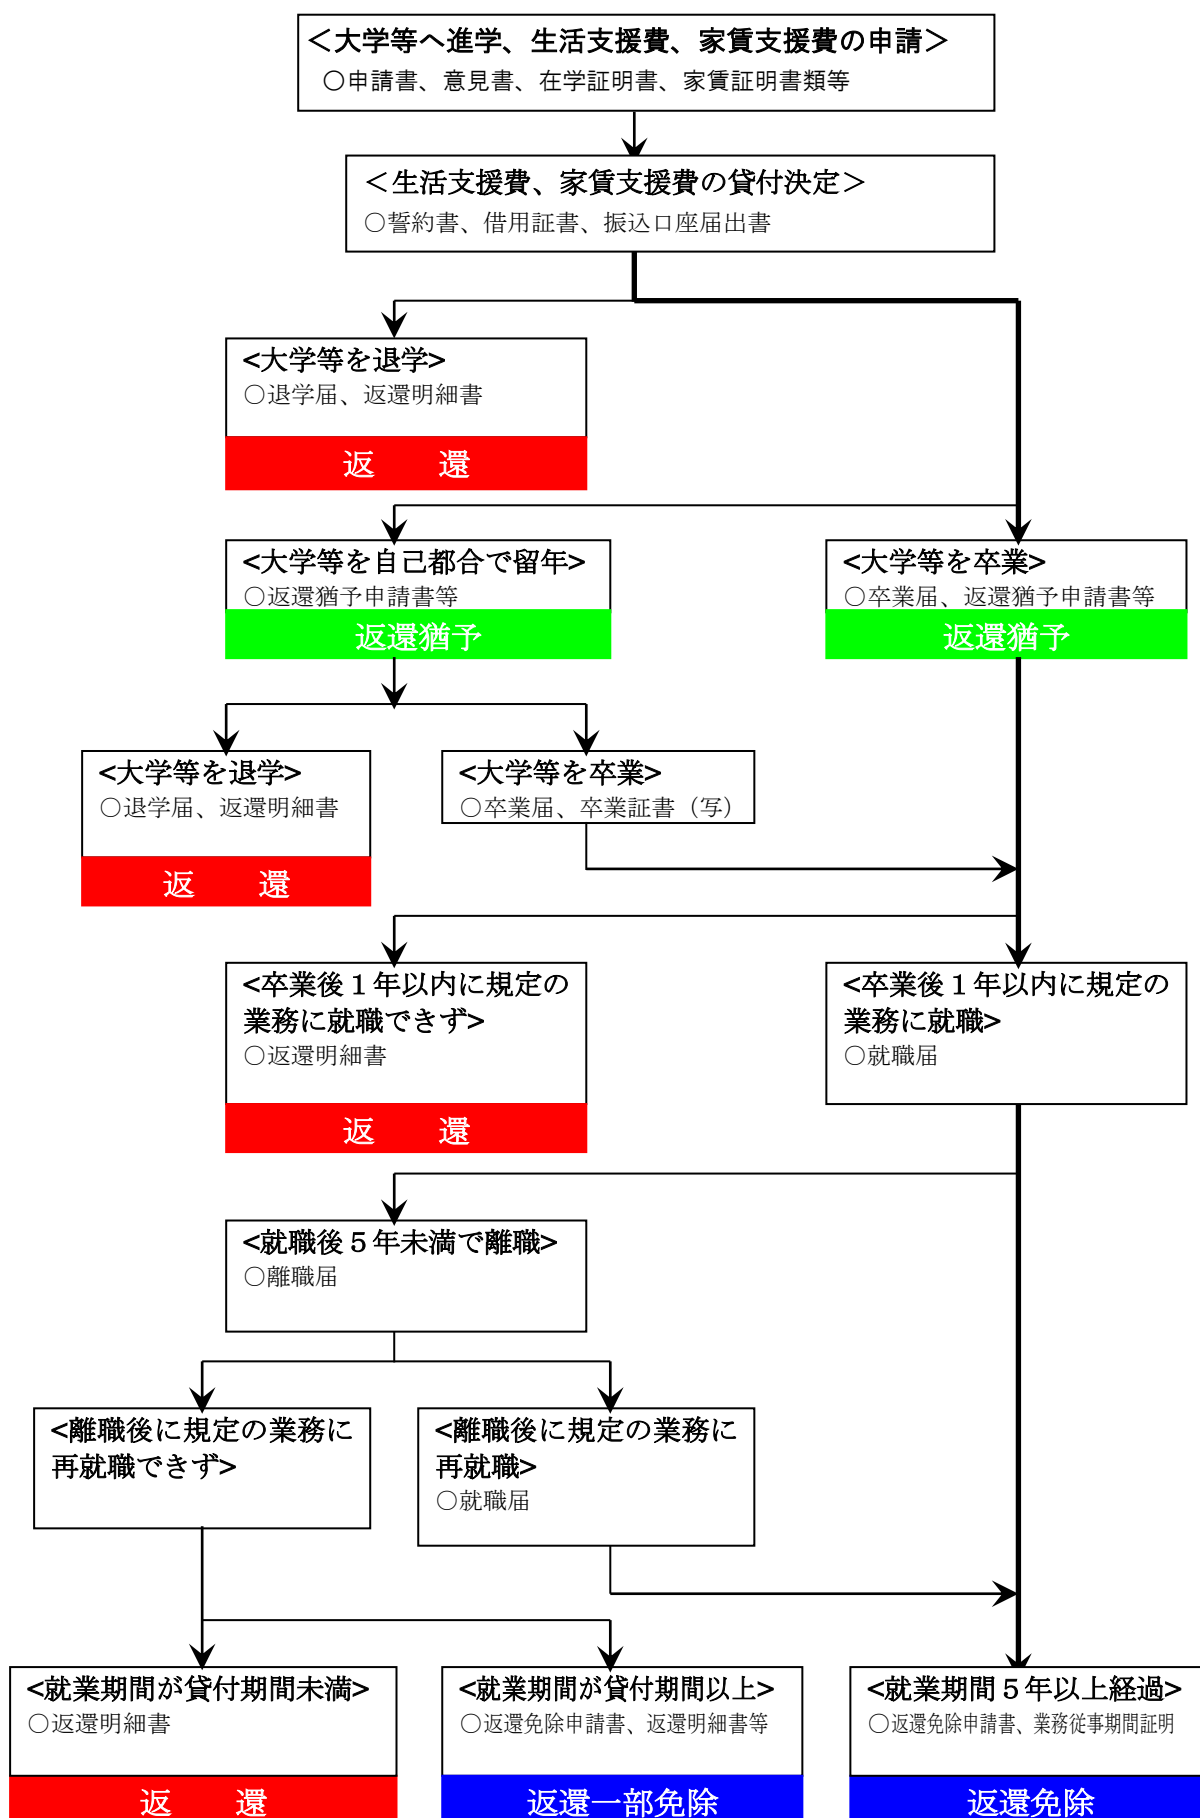 ＜大学等へ進学、生活支援費、家賃支援費の申請＞
○申請書、意見書、在学証明書、家賃証明書類等
＜生活支援費、家賃支援費の貸付決定＞
○誓約書、借用証書、振込口座届出書
<大学等を退学>
○退学届、返還明細書
返　還
<大学等を自己都合で留年>
○返還猶予申請書等
返還猶予
<大学等を卒業>
○卒業届、返還猶予申請書等
返還猶予
<大学等を退学>
○退学届、返還明細書
返　還
<大学等を卒業>
○卒業届、卒業証書（写）
<卒業後１年以内に規定の
業務に就職できず>
○返還明細書
返　還
<卒業後１年以内に規定の
業務に就職>
○就職届
<就職後５年未満で離職>
○離職届
<離職後に規定の業務に
再就職できず>
<離職後に規定の業務に
再就職>
○就職届
<就業期間が貸付期間未満>
○返還明細書
返　還
<就業期間が貸付期間以上>
○返還免除申請書、返還明細書等
返還一部免除
<就業期間５年以上経過>
○返還免除申請書、業務従事期間証明
返還免除